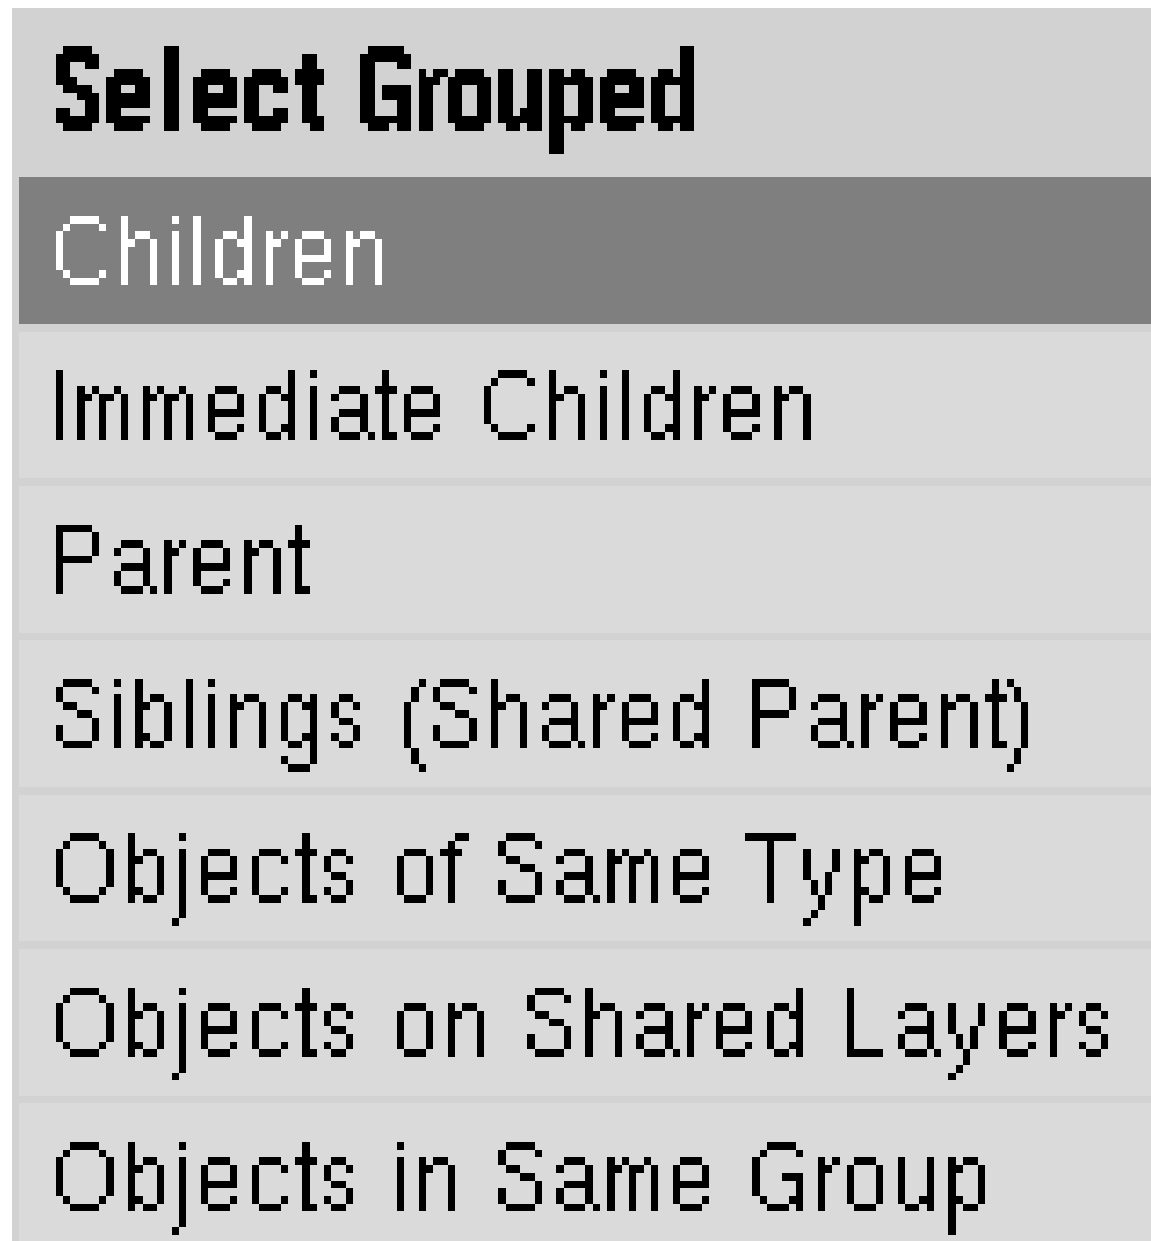 Select Grouped
Children
Immediate Children
Parent
Siblings (Shared Parent)
Objects of Same Type
Objects on Shared Layers
Objects in Same Group